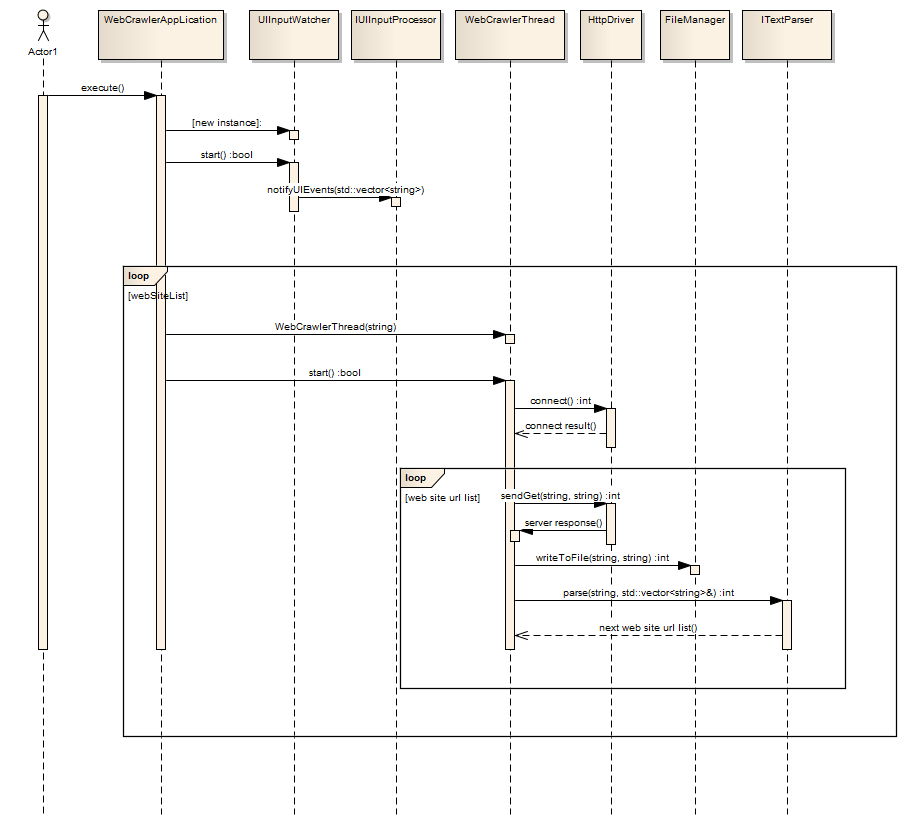 WebCrawlerAppLication
UIInputWatcher
IUIInputProcessor
WebCrawlerThread
HttpDriver
FileManager
ITextParser
Actor1
execute()
[new instance]:
start() :bool
notifyUIEvents(std::vector<string>)
loop
[webSiteList]
WebCrawlerThread(string)
start() :bool
connect() :int
connect result()
loop
[web site url list]
sendGet(string, string) :int
server response()
writeToFile(string, string) :int
parse(string, std::vector<string>&) :int
next web site url list()